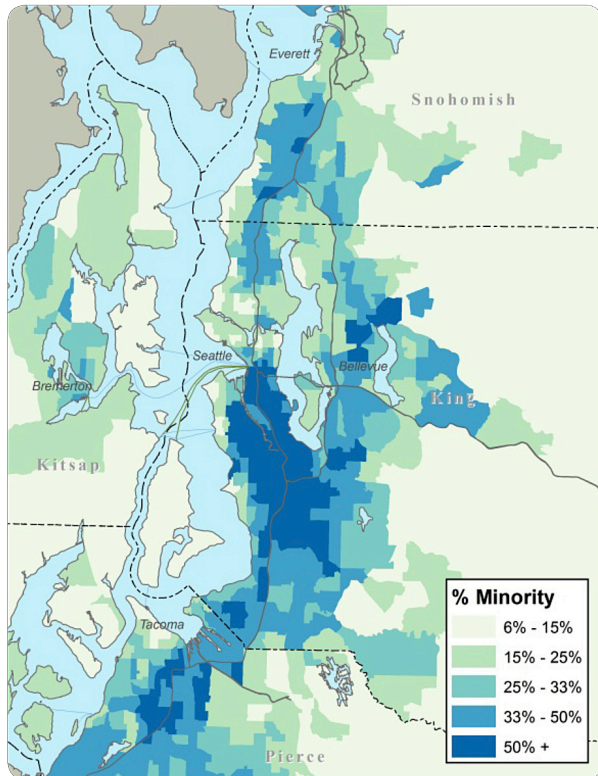 Everett
Snohomish
Seattle
Bellevue
Bremerton
King
Kitsap
Tacoma
Pierce
% Minority
6% - 15%
15% - 25%
25% - 33%
33% - 50%
50% +